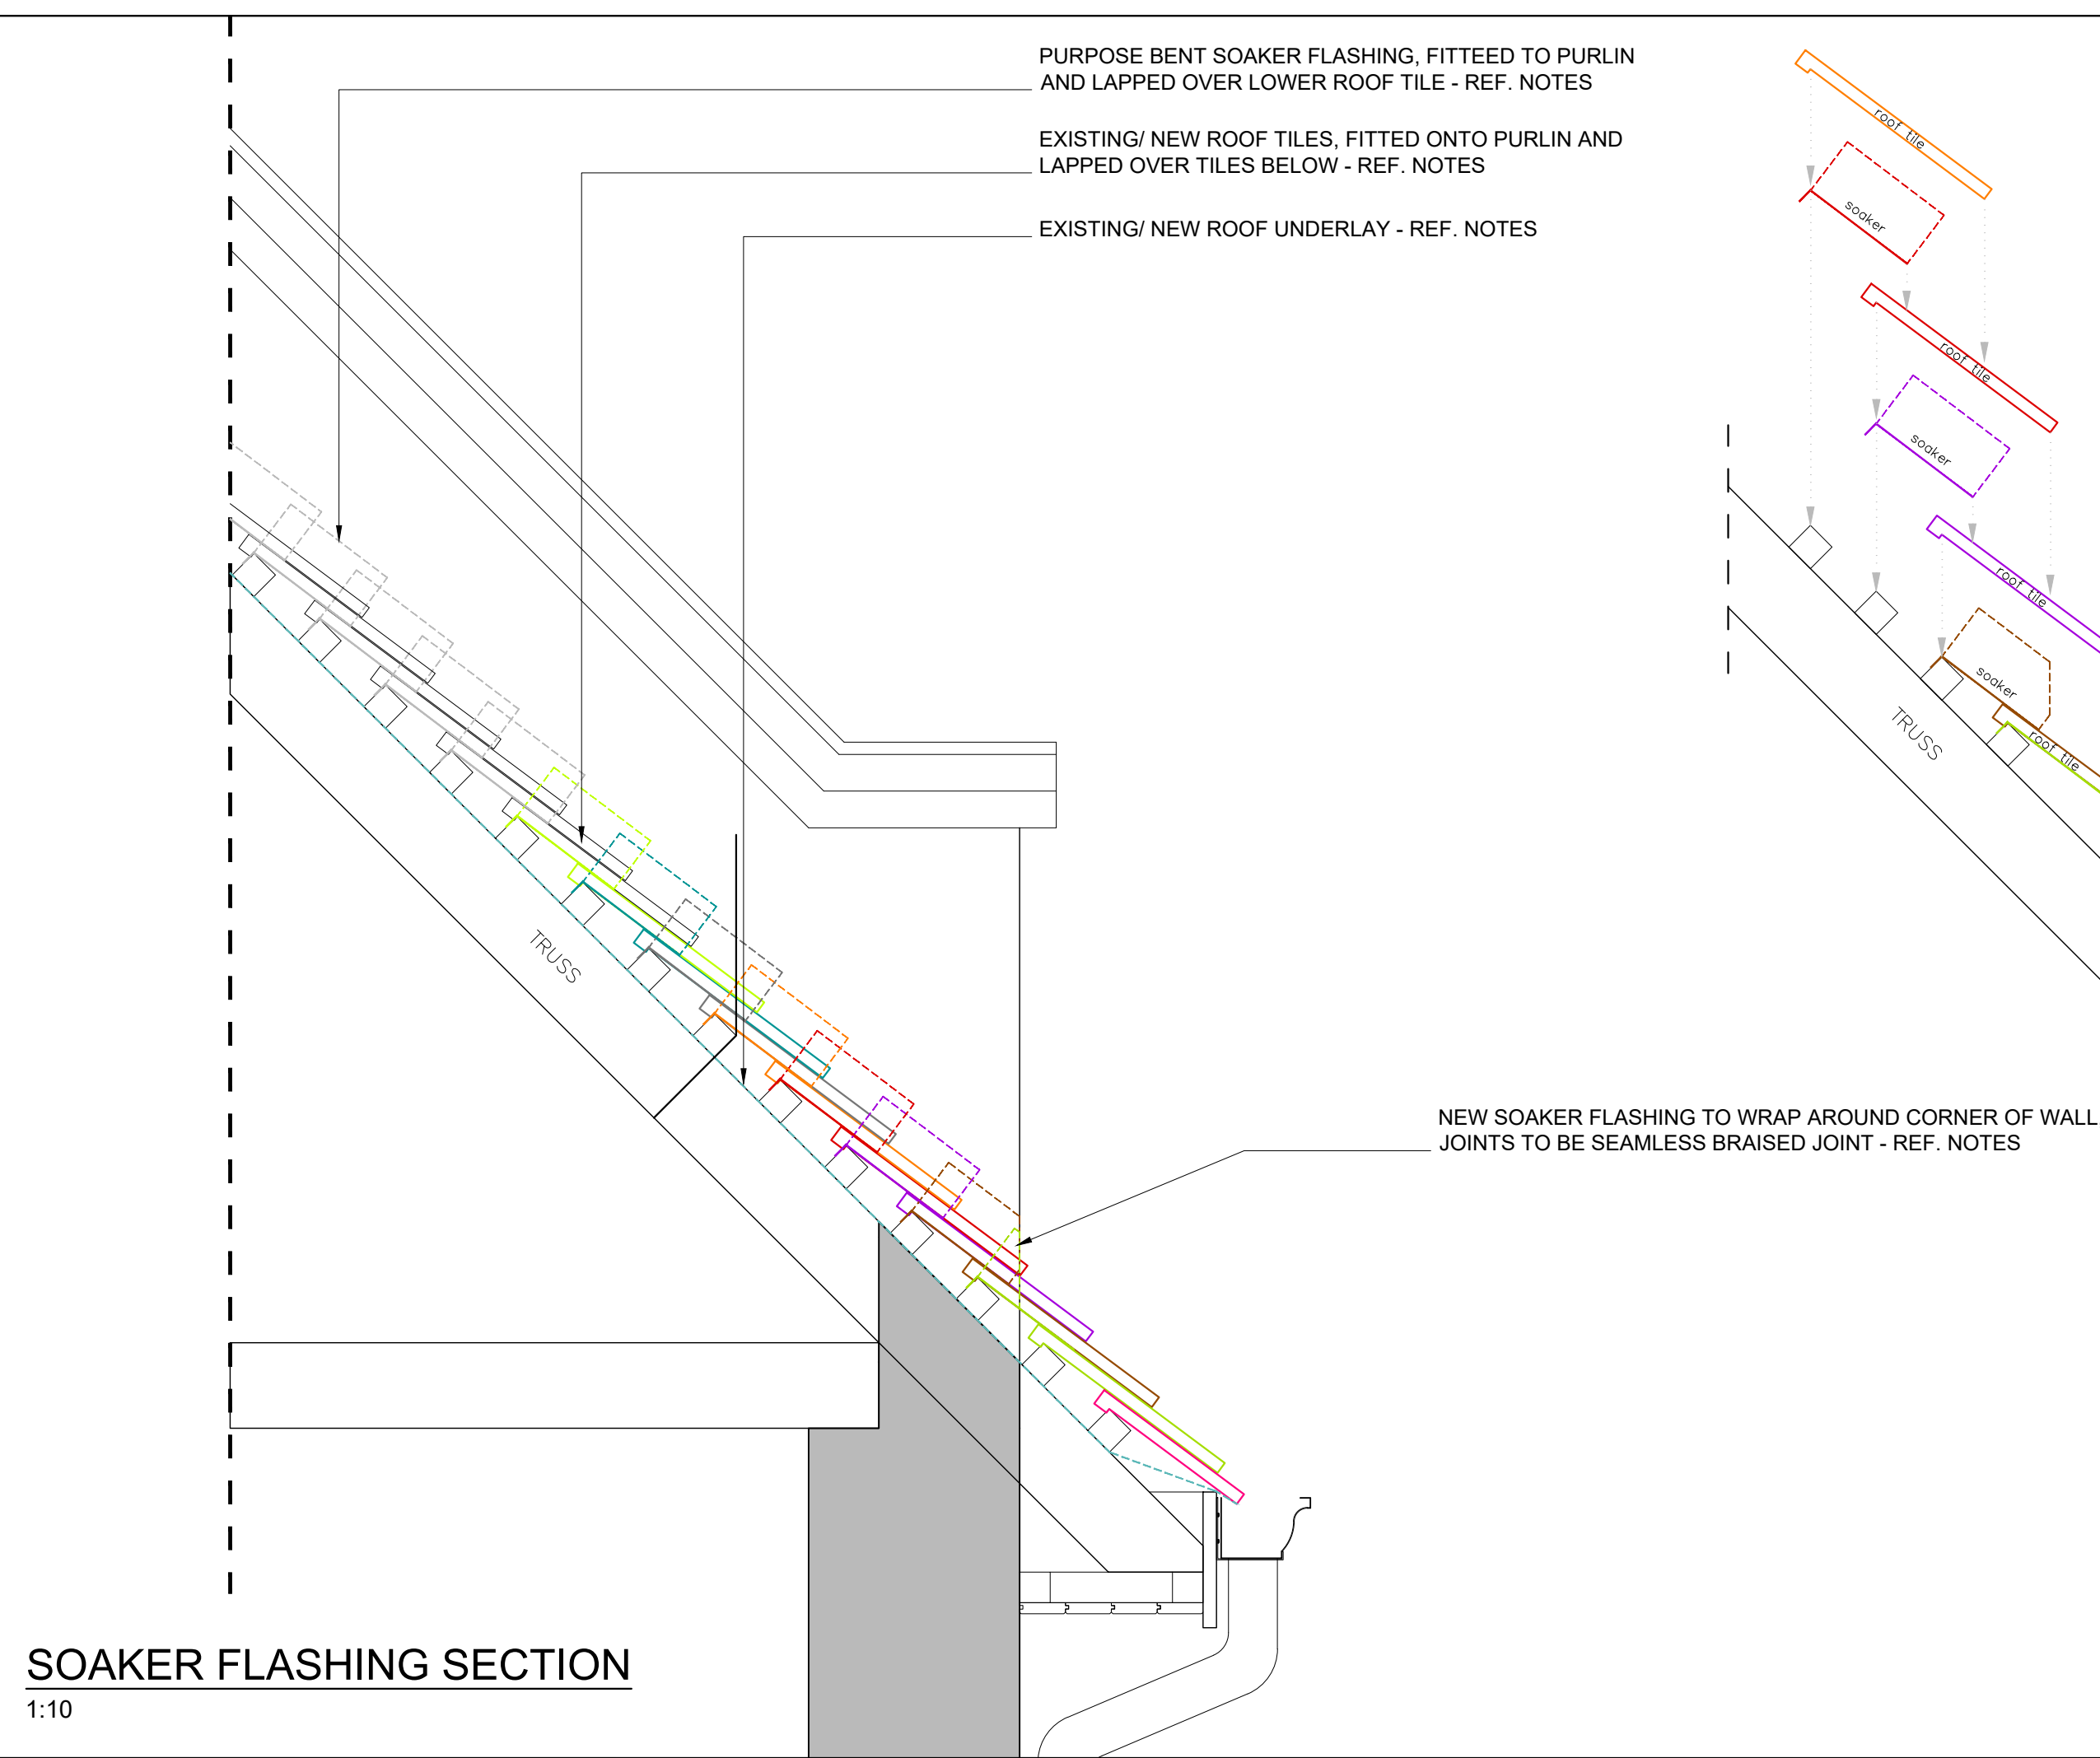 PURPOSE BENT SOAKER FLASHING, FITTEED TO PURLIN
AND LAPPED OVER LOWER ROOF TILE - REF. NOTES
EXISTING/ NEW ROOF TILES, FITTED ONTO PURLIN AND
LAPPED OVER TILES BELOW - REF. NOTES
EXISTING/ NEW ROOF UNDERLAY - REF. NOTES
roof tile
soaker
roof tile
soaker
roof tile
soaker
roof tile
TRUSS
TRUSS
NEW SOAKER FLASHING TO WRAP AROUND CORNER OF WALL
JOINTS TO BE SEAMLESS BRAISED JOINT - REF. NOTES
SOAKER FLASHING SECTION
1:10